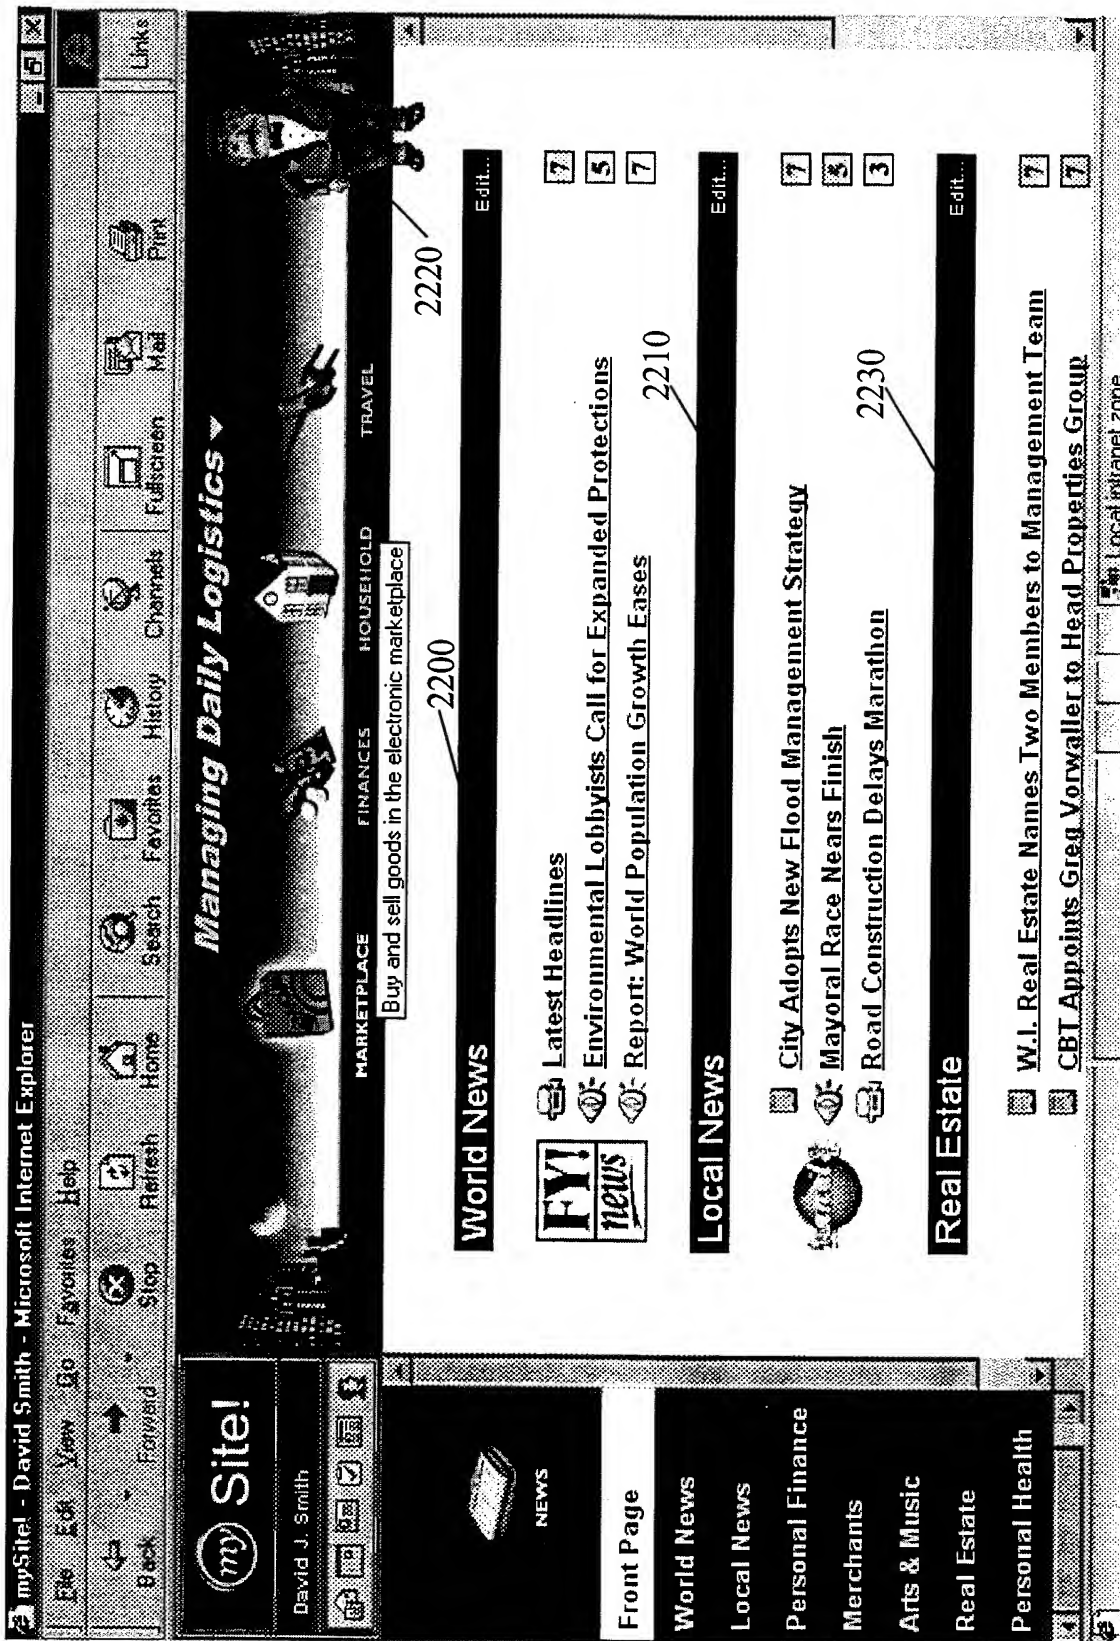 mySite! - David Smith - Microsoft Internet Explorer
File Edit View Go Favorites Help
Back Forward Stop Refresh Home Search Favorites History Channels Fullscreen Mail Print Links
my Site!
David J. Smith
Managing Daily Logistics
MARKETPLACE FINANCES HOUSEHOLD TRAVEL
Buy and sell goods in the electronic marketplace
2220
NEWS
Front Page
World News
Local News
Personal Finance
Merchants
Arts & Music
Real Estate
Personal Health
2200
World News Edit...
FYI news
Latest Headlines 7
Environmental Lobbyists Call for Expanded Protections 5
Report: World Population Growth Eases 7
2210
Local News Edit...
City Adopts New Flood Management Strategy 7
Mayoral Race Nears Finish 5
Road Construction Delays Marathon 3
2230
Real Estate Edit...
W.I. Real Estate Names Two Members to Management Team 7
CBT Appoints Greg Vorwaller to Head Properties Group 7
Local intranet zone